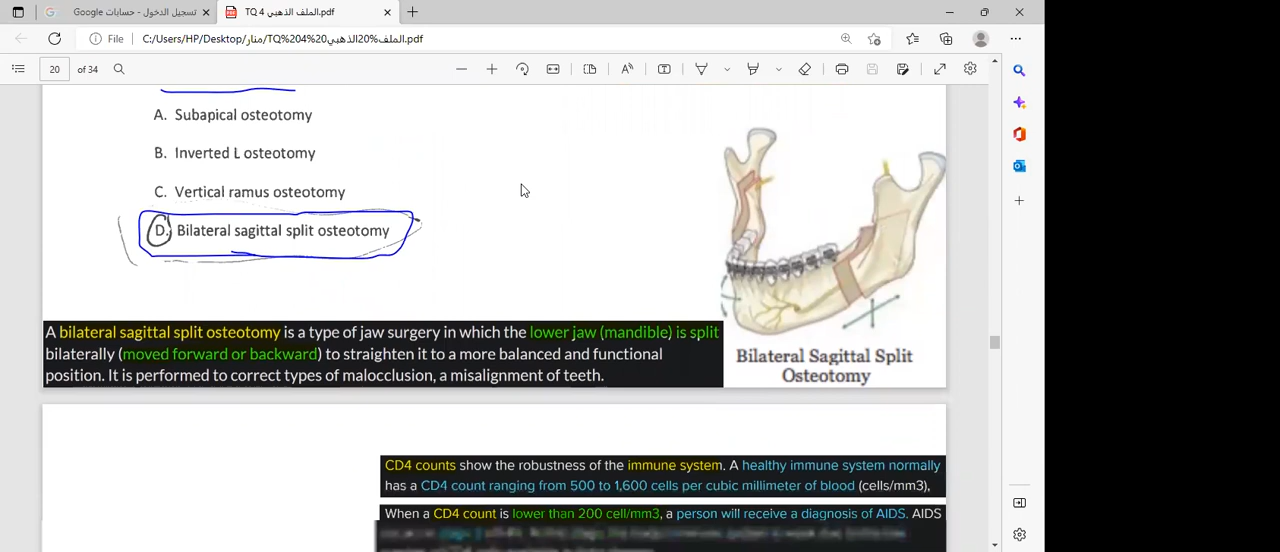 Google تسجيل الدخول - حسابات
TQ 4 الملف الذهبي.pdf
File
C:/Users/HP/Desktop/منار/TQ%204%20الملف%20الذهبي.pdf
20 of 34
A. Subapical osteotomy
B. Inverted L osteotomy
C. Vertical ramus osteotomy
D. Bilateral sagittal split osteotomy
A bilateral sagittal split osteotomy is a type of jaw surgery in which the lower jaw (mandible) is split
bilaterally (moved forward or backward) to straighten it to a more balanced and functional
position. It is performed to correct types of malocclusion, a misalignment of teeth.
Bilateral Sagittal Split
Osteotomy
CD4 counts show the robustness of the immune system. A healthy immune system normally
has a CD4 count ranging from 500 to 1,600 cells per cubic millimeter of blood (cells/mm3),
When a CD4 count is lower than 200 cell/mm3, a person will receive a diagnosis of AIDS. AIDS